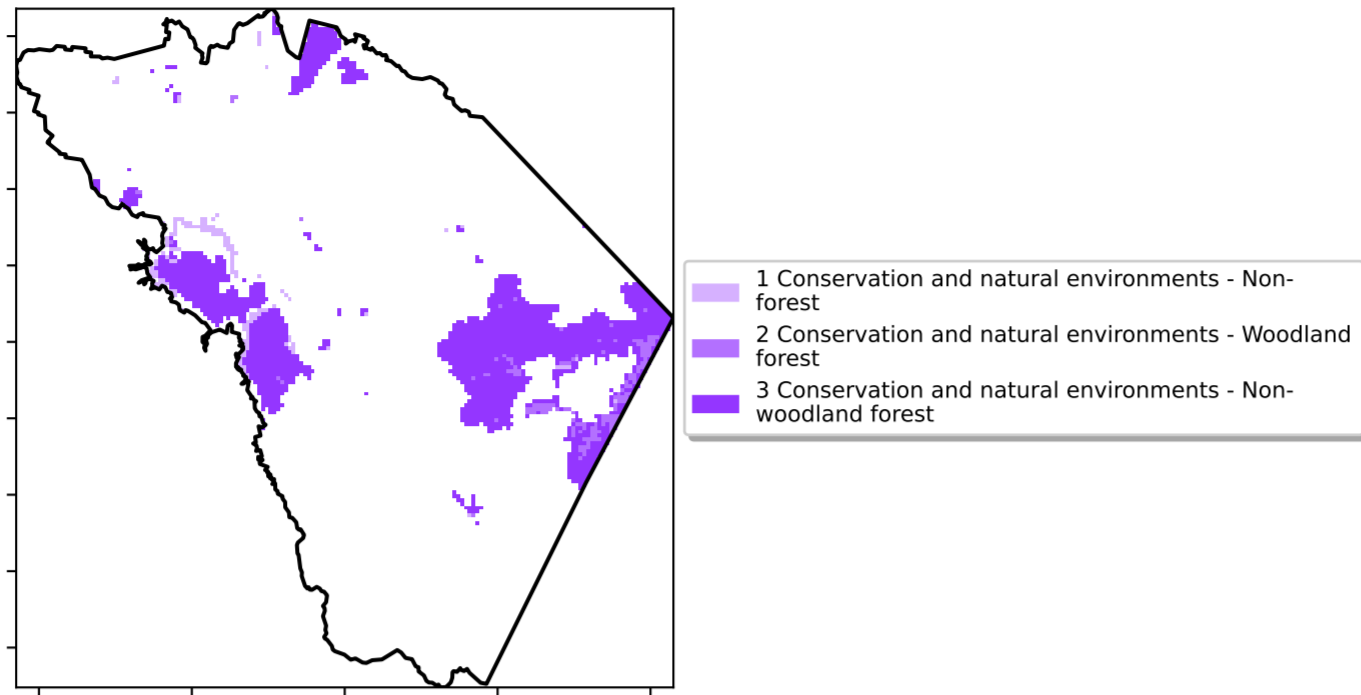 1 Conservation and natural environments - Non-
forest
2 Conservation and natural environments - Woodland
forest
3 Conservation and natural environments - Non-
woodland forest